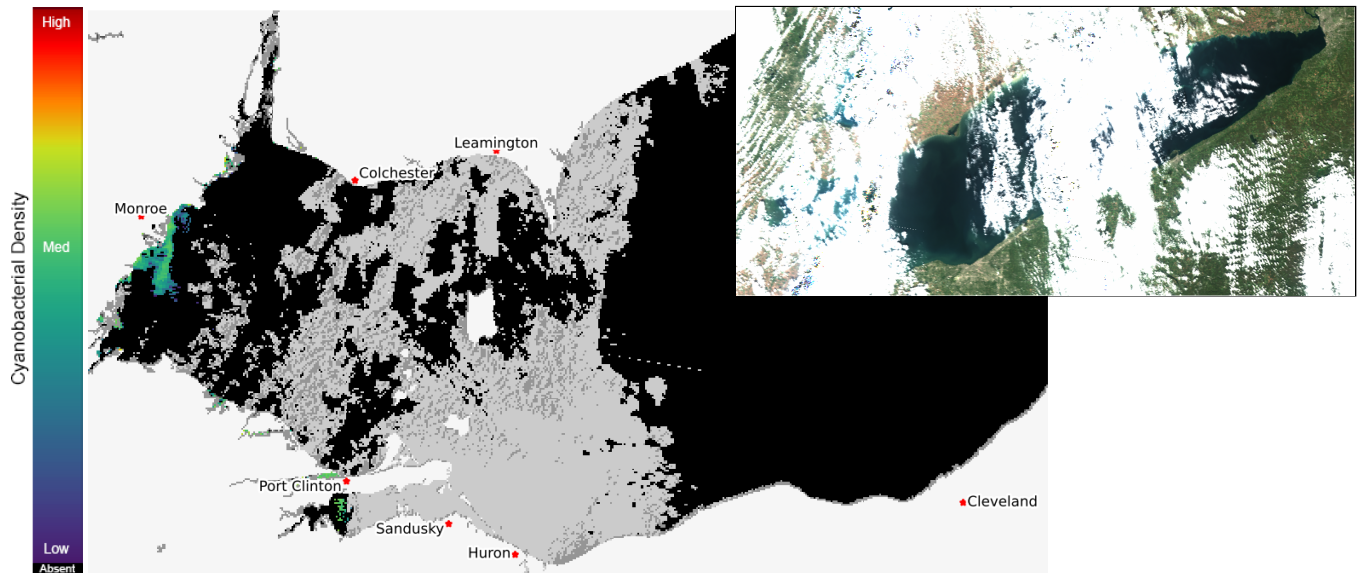 High
Cyanobacterial Density
Med
Low
Absent
Leamington
Colchester
Monroe
Port Clinton
Sandusky
Huron
Cleveland